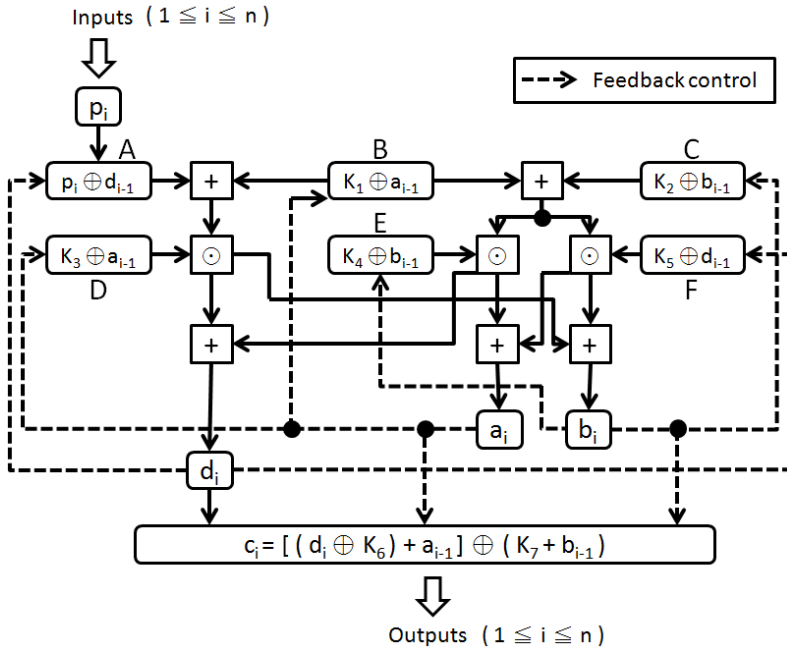 Inputs ( 1 ≦ i ≦ n )
Feedback control
pᵢ
A
B
C
pᵢ ⊕ dᵢ₋₁
+
K₁ ⊕ aᵢ₋₁
+
K₂ ⊕ bᵢ₋₁
E
K₃ ⊕ aᵢ₋₁
⊙
K₄ ⊕ bᵢ₋₁
⊙
⊙
K₅ ⊕ dᵢ₋₁
D
F
+
+
+
aᵢ
bᵢ
dᵢ
cᵢ = [ ( dᵢ ⊕ K₆ ) + aᵢ₋₁ ] ⊕ ( K₇ + bᵢ₋₁ )
Outputs ( 1 ≦ i ≦ n )